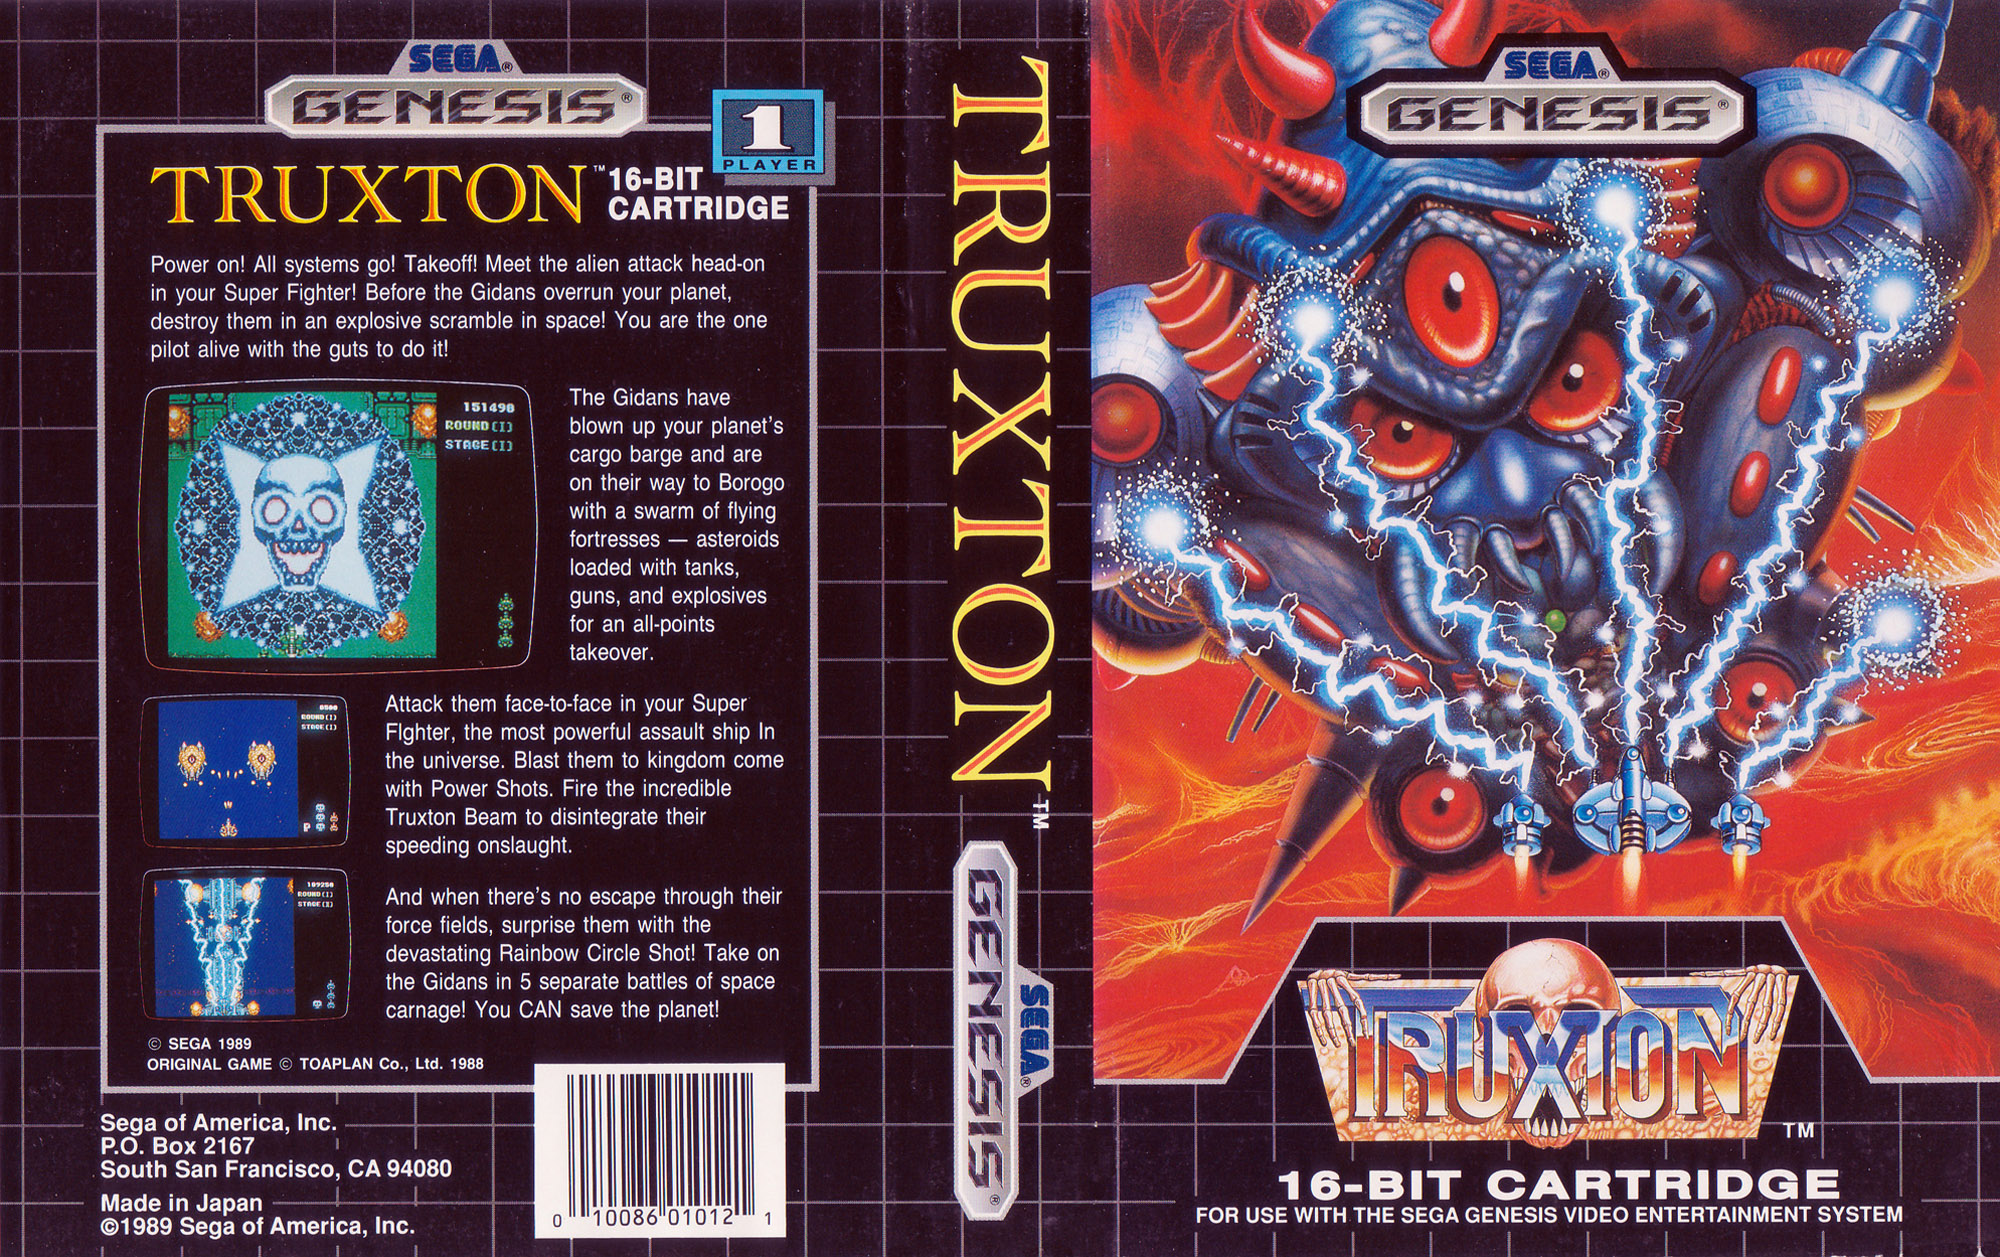 SEGA®
GENESIS®
1
PLAYER
TRUXTON™ 16-BIT
CARTRIDGE
Power on! All systems go! Takeoff! Meet the alien attack head-on
in your Super Fighter! Before the Gidans overrun your planet,
destroy them in an explosive scramble in space! You are the one
pilot alive with the guts to do it!
151490
ROUND(I)
STAGE(I)
The Gidans have
blown up your planet's
cargo barge and are
on their way to Borogo
with a swarm of flying
fortresses — asteroids
loaded with tanks,
guns, and explosives
for an all-points
takeover.
8500
ROUND(I)
STAGE(I)
P
Attack them face-to-face in your Super
FIghter, the most powerful assault ship In
the universe. Blast them to kingdom come
with Power Shots. Fire the incredible
Truxton Beam to disintegrate their
speeding onslaught.
109250
ROUND(I)
STAGE(I)
And when there's no escape through their
force fields, surprise them with the
devastating Rainbow Circle Shot! Take on
the Gidans in 5 separate battles of space
carnage! You CAN save the planet!
© SEGA 1989
ORIGINAL GAME © TOAPLAN Co., Ltd. 1988
Sega of America, Inc.
P.O. Box 2167
South San Francisco, CA 94080
Made in Japan
©1989 Sega of America, Inc.
0 10086 01012 1
TRUXTON™
SEGA®
GENESIS®
SEGA®
GENESIS®
TRUXTON™
16-BIT CARTRIDGE
FOR USE WITH THE SEGA GENESIS VIDEO ENTERTAINMENT SYSTEM